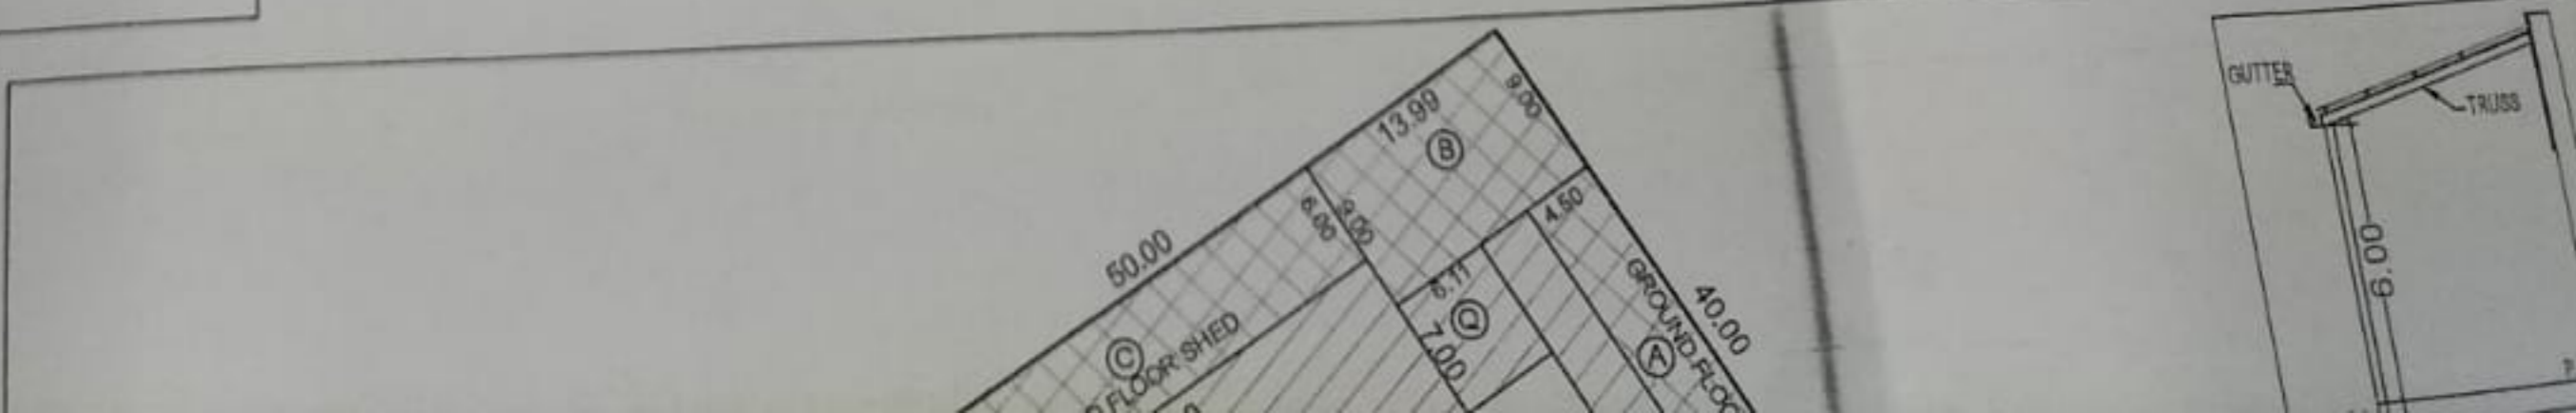 GUTTER
TRUSS
9.00
13.99
B
6.00
9.00
4.50
50.00
6.11
Q
7.00
C
FLOOR SHED
GROUND FLOO
A
40.00
6.00